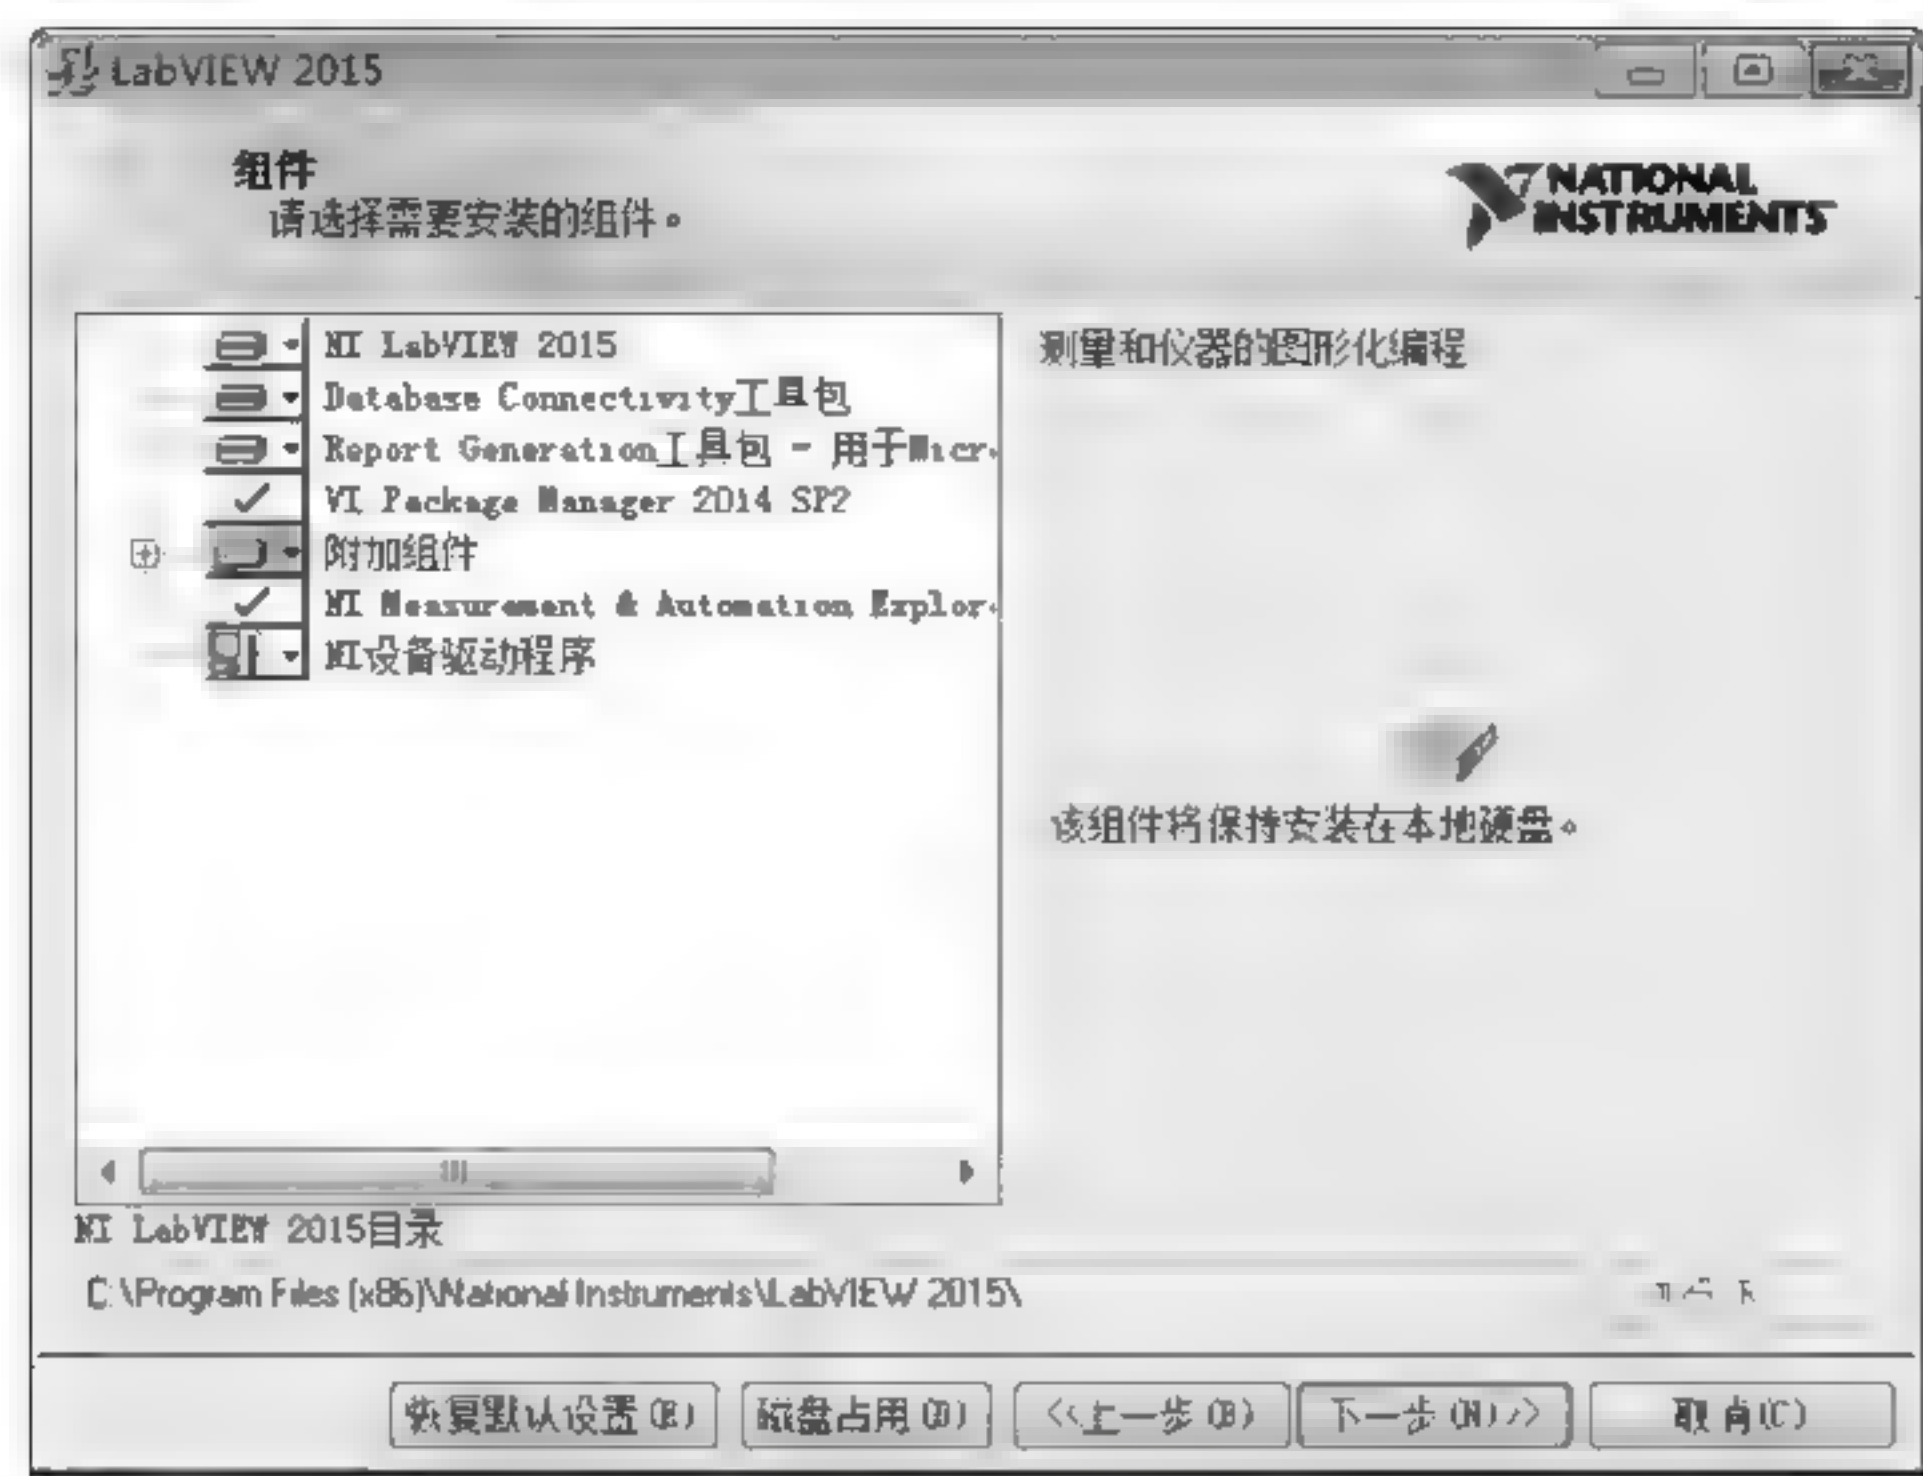 LabVIEW 2015
组件
请选择需要安装的组件。
NATIONAL
INSTRUMENTS
NI LabVIEW 2015
Database Connectivity工具包
Report Generation工具包 - 用于Micr
VI Package Manager 2014 SP2
附加组件
NI Measurement & Automation Explor
NI设备驱动程序
测量和仪器的图形化编程
该组件将保持安装在本地硬盘。
NI LabVIEW 2015目录
C:\Program Files (x86)\National Instruments\LabVIEW 2015\
恢复默认设置(R)
磁盘占用(D)
<<上一步(B)
下一步(N)>>
取消(C)